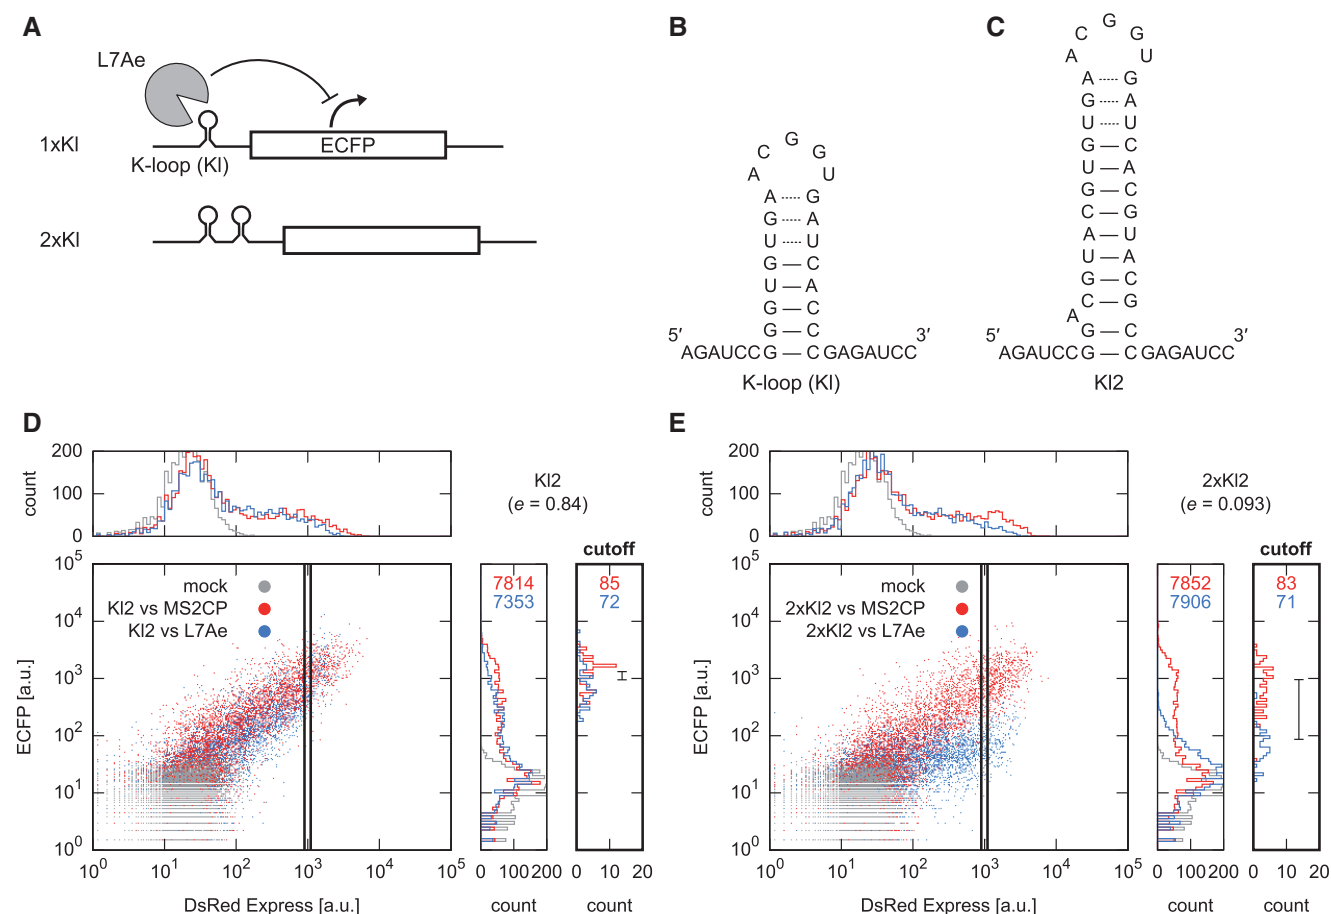 A
L7Ae
1xKl
ECFP
K-loop (Kl)
2xKl
B
C G G
A U
A G
G A
U U
G C
U A
G C
G C
5′ 3′
AGAUCCG CGAGAUCC
K-loop (Kl)
C
C G G
A U
A G
G A
U U
G C
U A
G C
C G
A U
U A
G C
C G
A
G C
5′ 3′
AGAUCCG CGAGAUCC
Kl2
D
200
100
0
count
Kl2
(e = 0.84)
cutoff
mock
Kl2 vs MS2CP
Kl2 vs L7Ae
7814
7353
85
72
10^5
10^4
10^3
10^2
10^1
10^0
ECFP [a.u.]
10^0 10^1 10^2 10^3 10^4 10^5
0 100 200
0 10 20
DsRed Express [a.u.]
count
count
E
200
100
0
count
2xKl2
(e = 0.093)
cutoff
mock
2xKl2 vs MS2CP
2xKl2 vs L7Ae
7852
7906
83
71
10^5
10^4
10^3
10^2
10^1
10^0
ECFP [a.u.]
10^0 10^1 10^2 10^3 10^4 10^5
0 100 200
0 10 20
DsRed Express [a.u.]
count
count